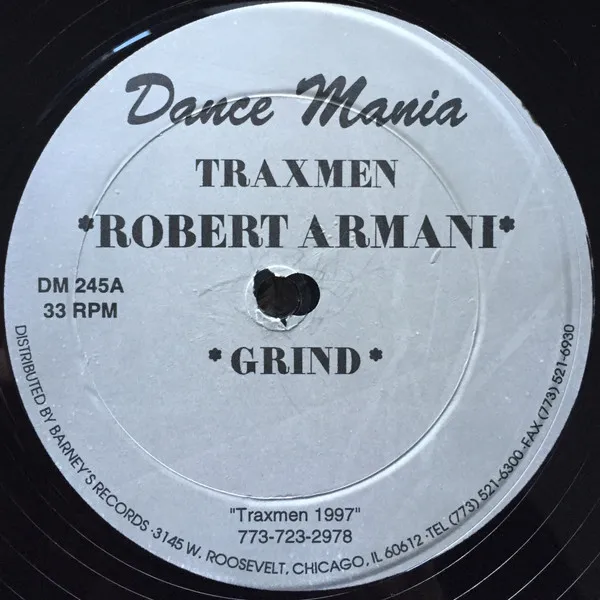 Dance Mania
TRAXMEN
*ROBERT ARMANI*
DM 245A
33 RPM
*GRIND*
"Traxmen 1997"
773-723-2978
DISTRIBUTED BY BARNEY'S RECORDS ·3145 W. ROOSEVELT, CHICAGO, IL 60612 ·TEL (773) 521-6300 ·FAX (773) 521-6930